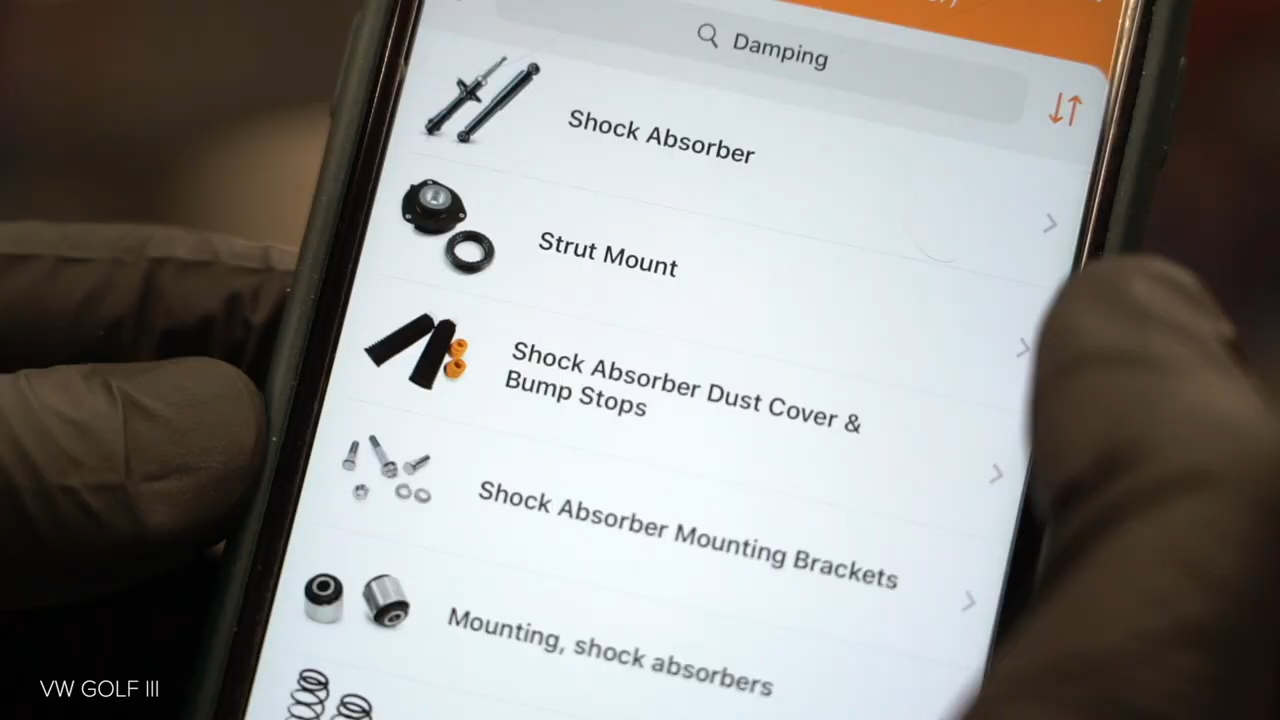 Damping
Shock Absorber
Strut Mount
Shock Absorber Dust Cover &
Bump Stops
Shock Absorber Mounting Brackets
Mounting, shock absorbers
VW GOLF III